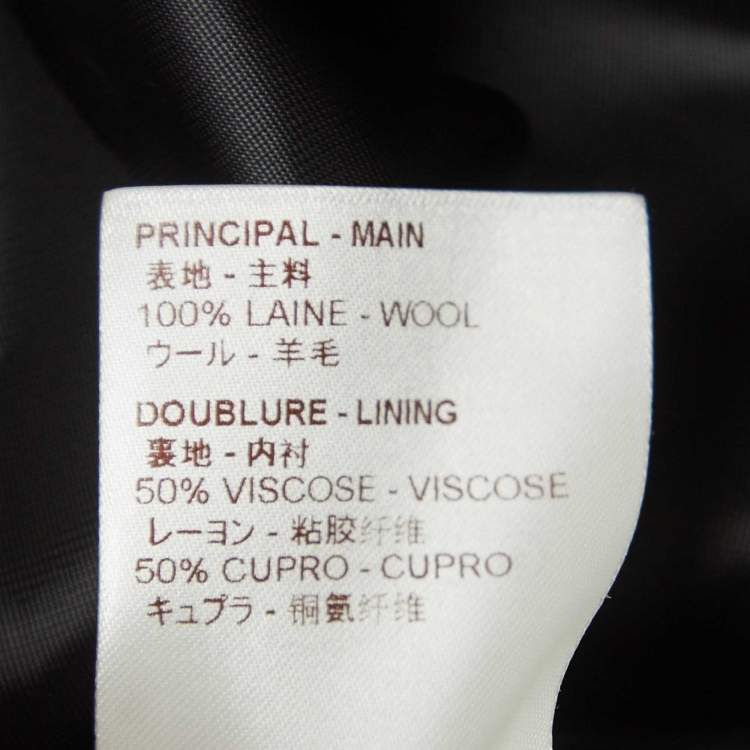 PRINCIPAL - MAIN
表地 - 主料
100% LAINE - WOOL
ウール - 羊毛
DOUBLURE - LINING
裏地 - 内衬
50% VISCOSE - VISCOSE
レーヨン - 粘胶纤维
50% CUPRO - CUPRO
キュプラ - 铜氨纤维